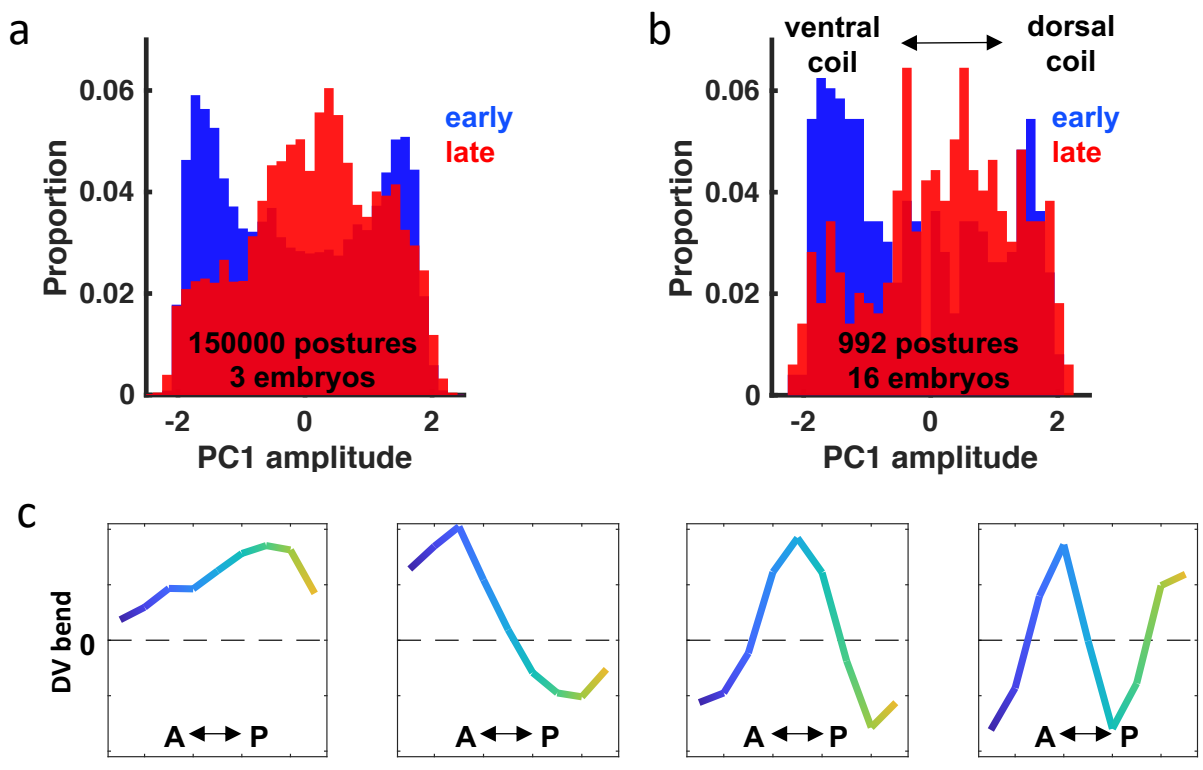 a
0.06
0.04
0.02
0
Proportion
early
late
150000 postures
3 embryos
-2
0
2
PC1 amplitude
b
ventral
coil
dorsal
coil
0.06
0.04
0.02
0
Proportion
early
late
992 postures
16 embryos
-2
0
2
PC1 amplitude
c
DV bend
0
A P
A P
A P
A P